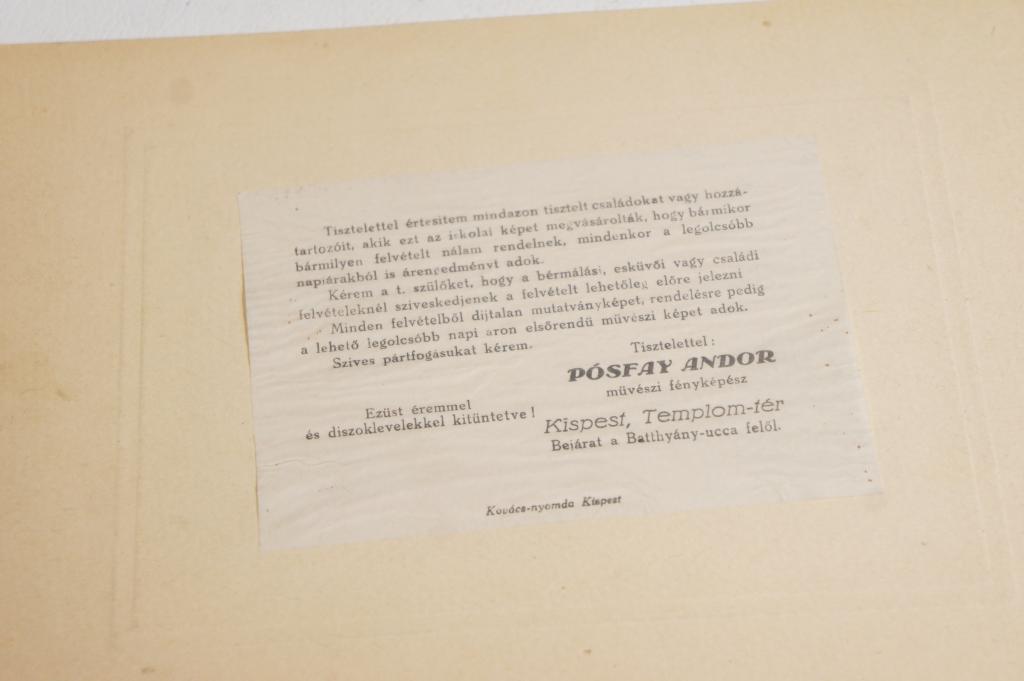 Tisztelettel értesitem mindazon tisztelt családokat vagy hozzá-
tartozóit, akik ezt az iskolai képet megvásárolták, hogy bármikor
bármilyen felvételt nálam rendelnek, mindenkor a legolcsóbb
napiárakból is árengedményt adok.
Kérem a t. szülőket, hogy a bérmálási, esküvői vagy családi
felvételeknél sziveskedjenek a felvételt lehetőleg előre jelezni
Minden felvételből dijtalan mutatványképet, rendelésre pedig
a lehető legolcsóbb napi áron elsőrendü müvészi képet adok.
Szives pártfogásukat kérem.
Tisztelettel :
PÓSFAY ANDOR
müvészi fényképész
Ezüst éremmel
és diszoklevelekkel kitüntetve !
Kispest, Templom-tér
Bejárat a Batthyány-ucca felől.
Kovács-nyomda Kispest